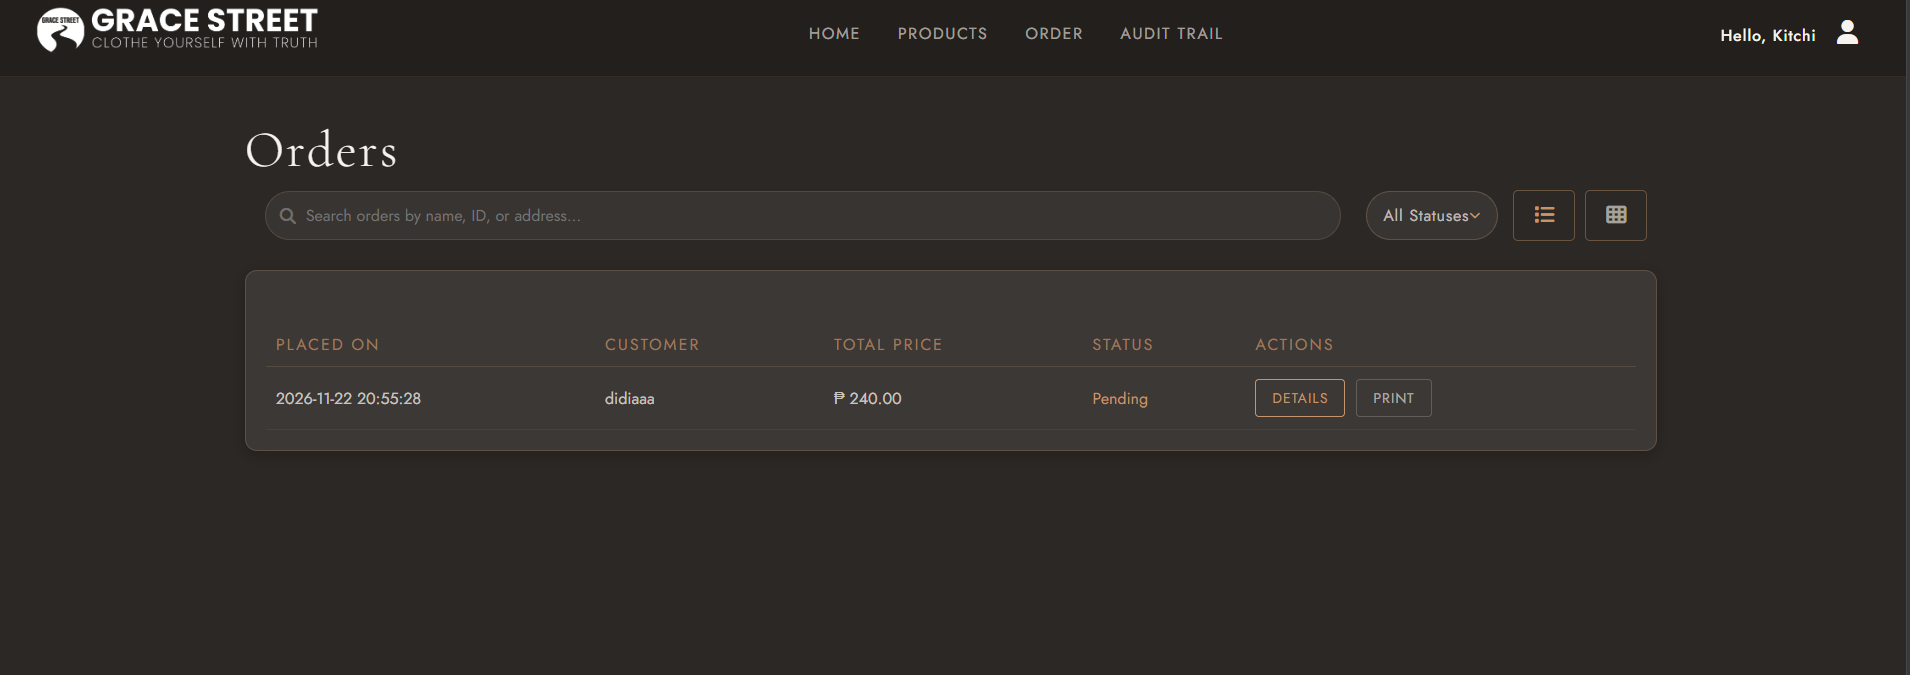 GRACE STREET
GRACE STREET
CLOTHE YOURSELF WITH TRUTH
HOME PRODUCTS ORDER AUDIT TRAIL
Hello, Kitchi
Orders
Search orders by name, ID, or address...
All Statuses
PLACED ON CUSTOMER TOTAL PRICE STATUS ACTIONS
2026-11-22 20:55:28 didiaaa ₱ 240.00 Pending DETAILS PRINT